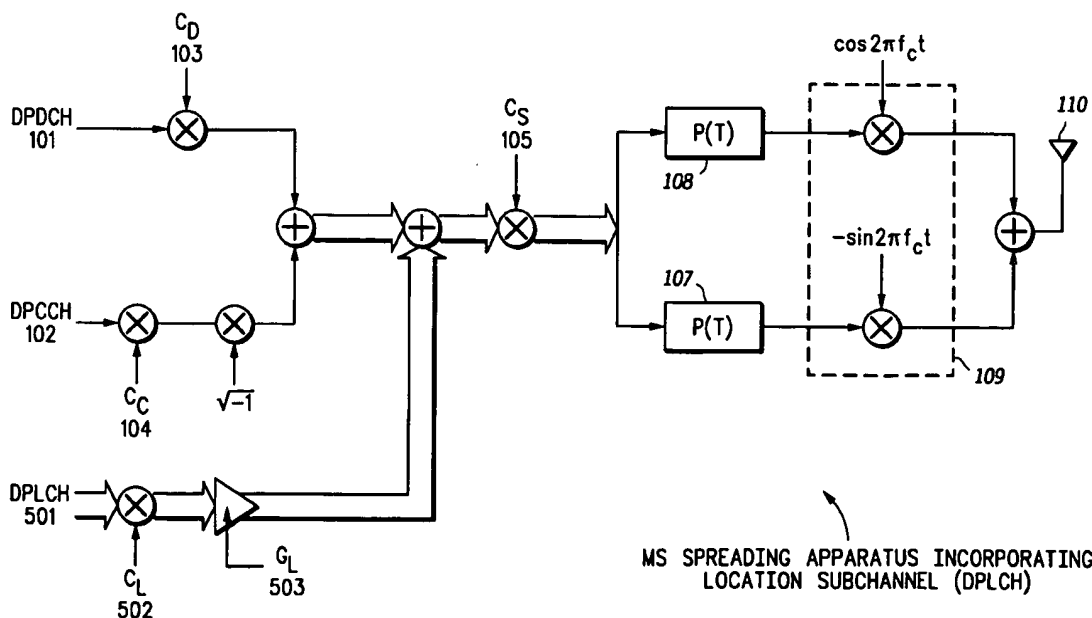 C_D
103
DPDCH
101
DPCCH
102
C_C
104
√-1
DPLCH
501
C_L
502
G_L
503
C_S
105
P(T)
108
107
P(T)
cos2πf_ct
-sin2πf_ct
109
110
MS SPREADING APPARATUS INCORPORATING
LOCATION SUBCHANNEL (DPLCH)